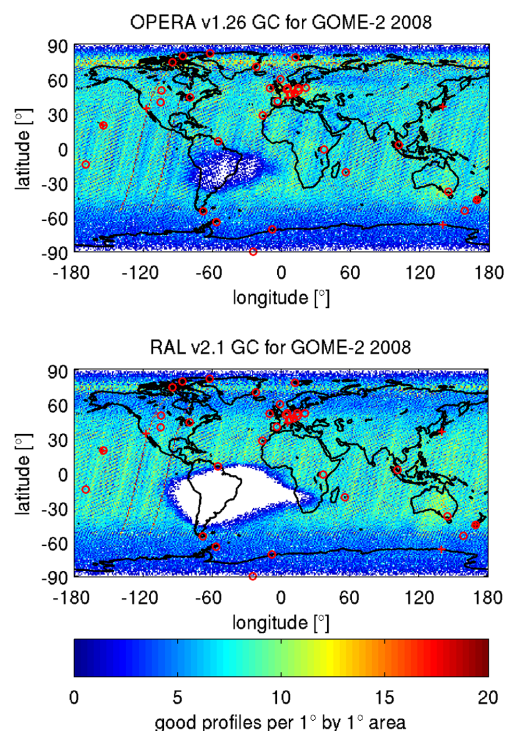 OPERA v1.26 GC for GOME-2 2008
latitude [°]
90
60
30
0
-30
-60
-90
-180 -120 -60 0 60 120 180
longitude [°]
RAL v2.1 GC for GOME-2 2008
latitude [°]
90
60
30
0
-30
-60
-90
-180 -120 -60 0 60 120 180
longitude [°]
0 5 10 15 20
good profiles per 1° by 1° area